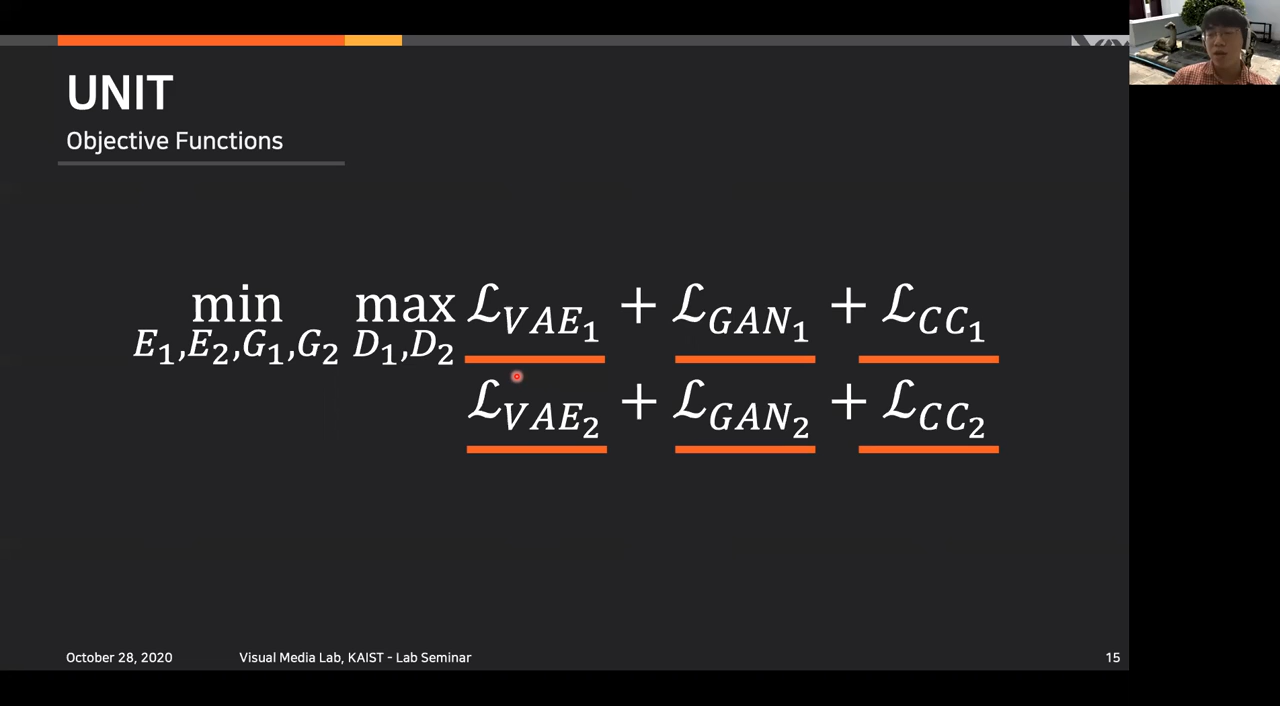 UNIT
Objective Functions
min max ℒ_VAE₁ + ℒ_GAN₁ + ℒ_CC₁
E₁,E₂,G₁,G₂ D₁,D₂
ℒ_VAE₂ + ℒ_GAN₂ + ℒ_CC₂
October 28, 2020 Visual Media Lab, KAIST - Lab Seminar 15